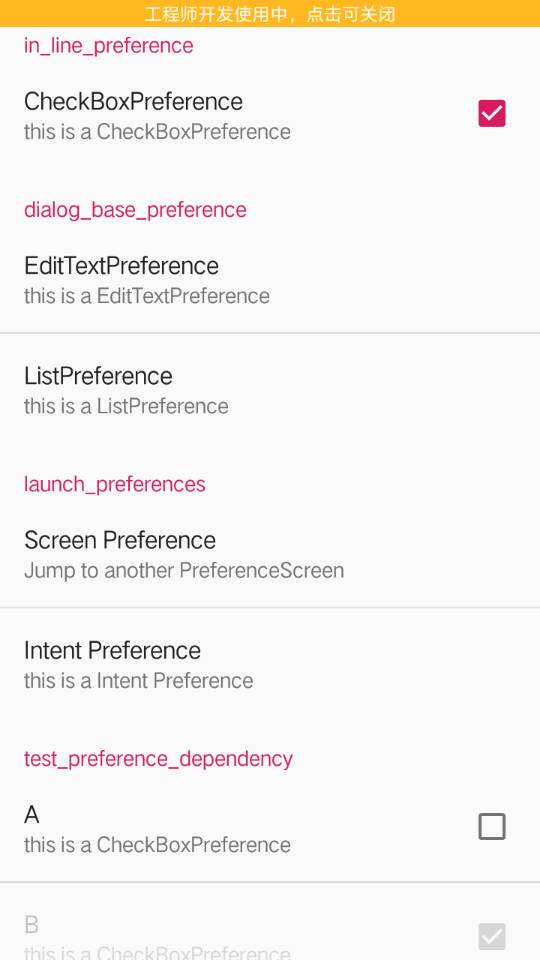 工程师开发使用中，点击可关闭
in_line_preference
CheckBoxPreference
this is a CheckBoxPreference
dialog_base_preference
EditTextPreference
this is a EditTextPreference
ListPreference
this is a ListPreference
launch_preferences
Screen Preference
Jump to another PreferenceScreen
Intent Preference
this is a Intent Preference
test_preference_dependency
A
this is a CheckBoxPreference
B
this is a CheckBoxPreference